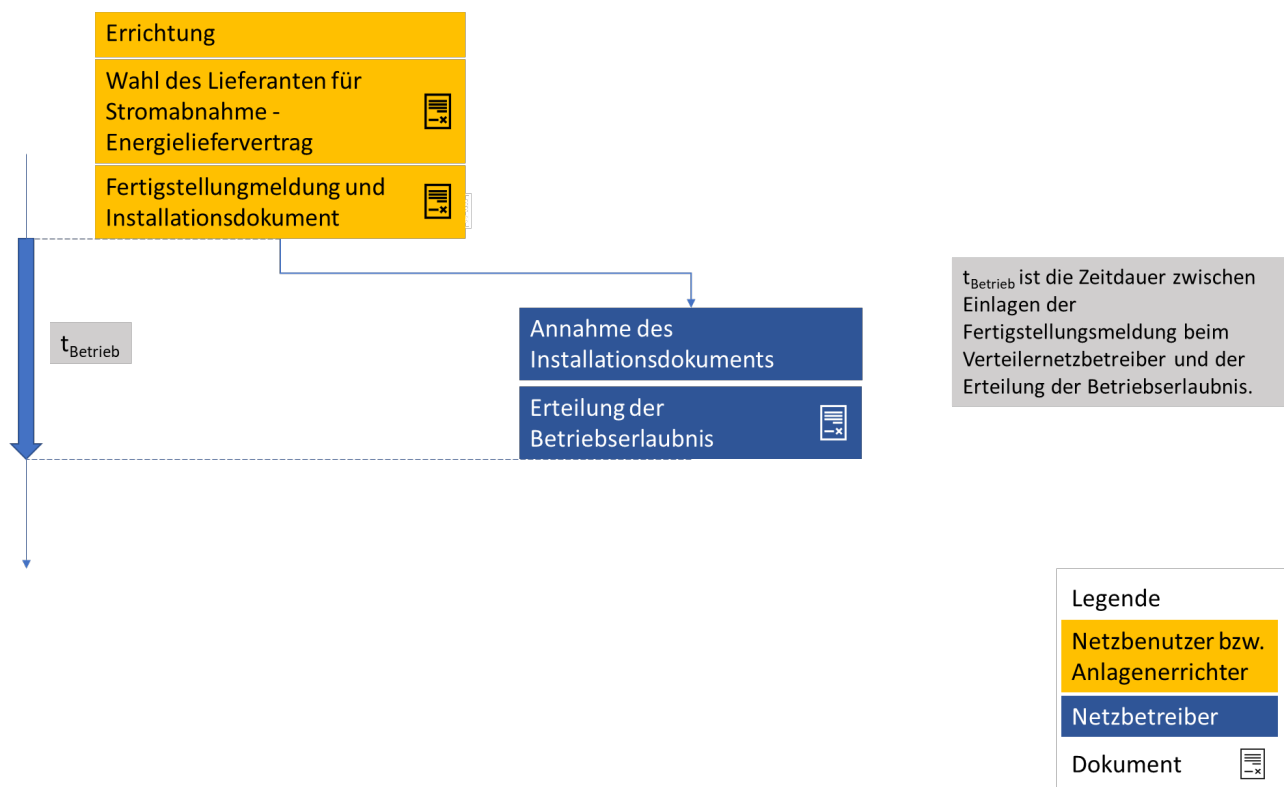 Errichtung
Wahl des Lieferanten für
Stromabnahme -
Energieliefervertrag
Fertigstellungmeldung und
Installationsdokument
tBetrieb
Annahme des
Installationsdokuments
Erteilung der
Betriebserlaubnis
tBetrieb ist die Zeitdauer zwischen
Einlagen der
Fertigstellungsmeldung beim
Verteilernetzbetreiber und der
Erteilung der Betriebserlaubnis.
Legende
Netzbenutzer bzw.
Anlagenerrichter
Netzbetreiber
Dokument